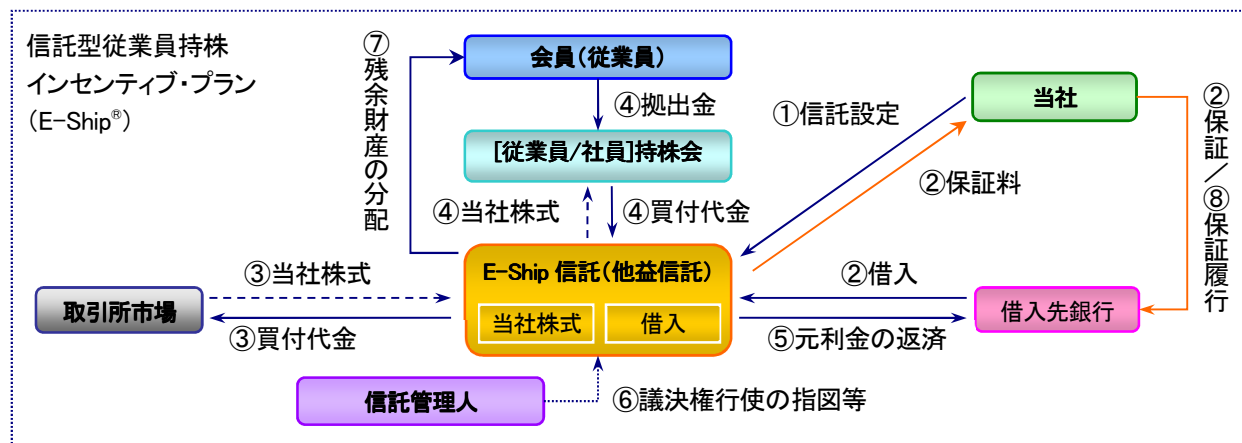 信託型従業員持株
インセンティブ・プラン
(E-Ship®)
⑦残余財産の分配
会員(従業員)
④拠出金
[従業員/社員]持株会
④当社株式
④買付代金
①信託設定
②保証料
当社
②保証/⑧保証履行
③当社株式
取引所市場
③買付代金
E-Ship 信託(他益信託)
当社株式
借入
②借入
⑤元利金の返済
借入先銀行
信託管理人
⑥議決権行使の指図等